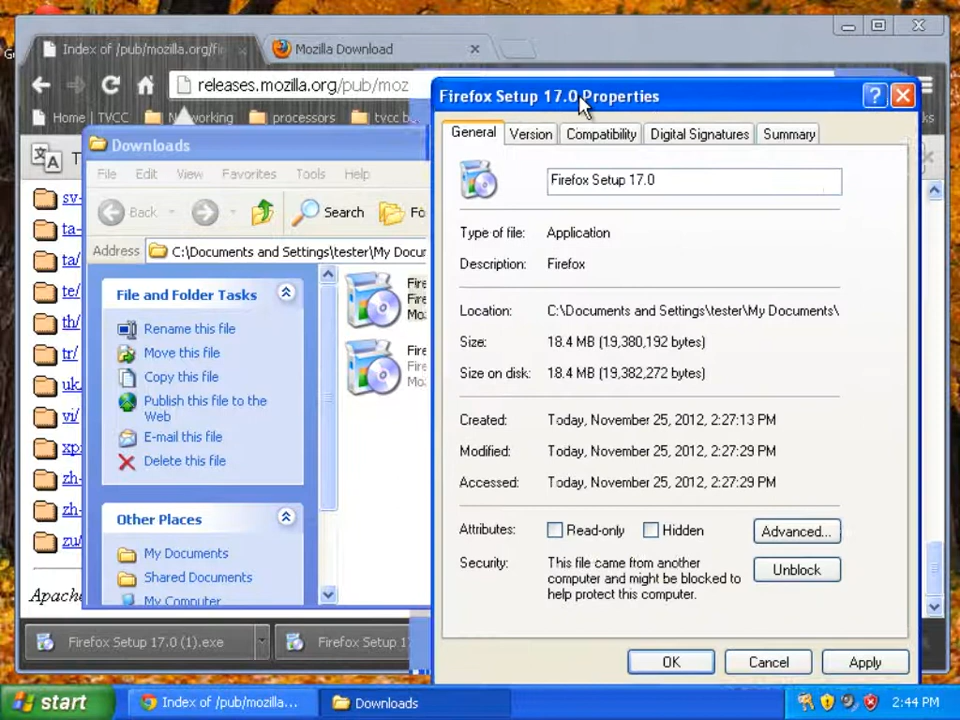 Index of /pub/mozilla.org/fir
Mozilla Download
releases.mozilla.org/pub/moz
Home
TVCC
processors
tvcc b
Firefox Setup 17.0 Properties
General
Version
Compatibility
Digital Signatures
Summary
Firefox Setup 17.0
Type of file: Application
Description: Firefox
Location: C:\Documents and Settings\tester\My Documents\
Size: 18.4 MB (19,380,192 bytes)
Size on disk: 18.4 MB (19,382,272 bytes)
Created: Today, November 25, 2012, 2:27:13 PM
Modified: Today, November 25, 2012, 2:27:29 PM
Accessed: Today, November 25, 2012, 2:27:29 PM
Attributes: Read-only Hidden Advanced...
Security: This file came from another
computer and might be blocked to
help protect this computer.
Unblock
OK
Cancel
Apply
Downloads
File Edit View Favorites Tools Help
Back Search Fo
Address C:\Documents and Settings\tester\My Docur
File and Folder Tasks
Rename this file
Move this file
Copy this file
Publish this file to the
Web
E-mail this file
Delete this file
Other Places
My Documents
Shared Documents
My Computer
Fire
Fire
Mo
Fire
Fire
Mo
sv-
ta-
ta/
te/
th/
tr/
uk
vi/
xp
zh-
zh-
zu/
Apache
Firefox Setup 17.0 (1).exe
Firefox Setup 1
start
Index of /pub/mozilla...
Downloads
2:44 PM